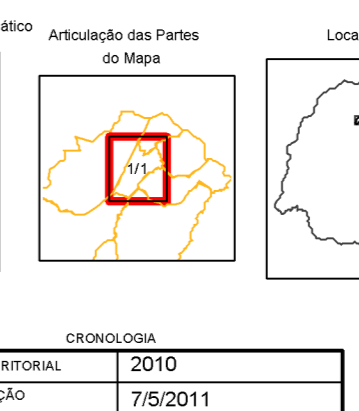 ático
Articulação das Partes
do Mapa
Loca
1/1
CRONOLOGIA
RITORIAL 2010
ÇÃO 7/5/2011